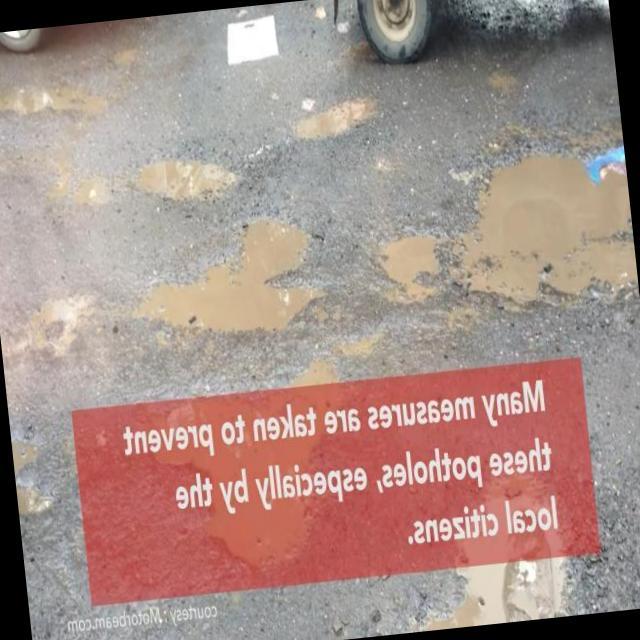 Many measures are taken to prevent
these potholes, especially by the
local citizens.
courtesy: Motorbeam.com